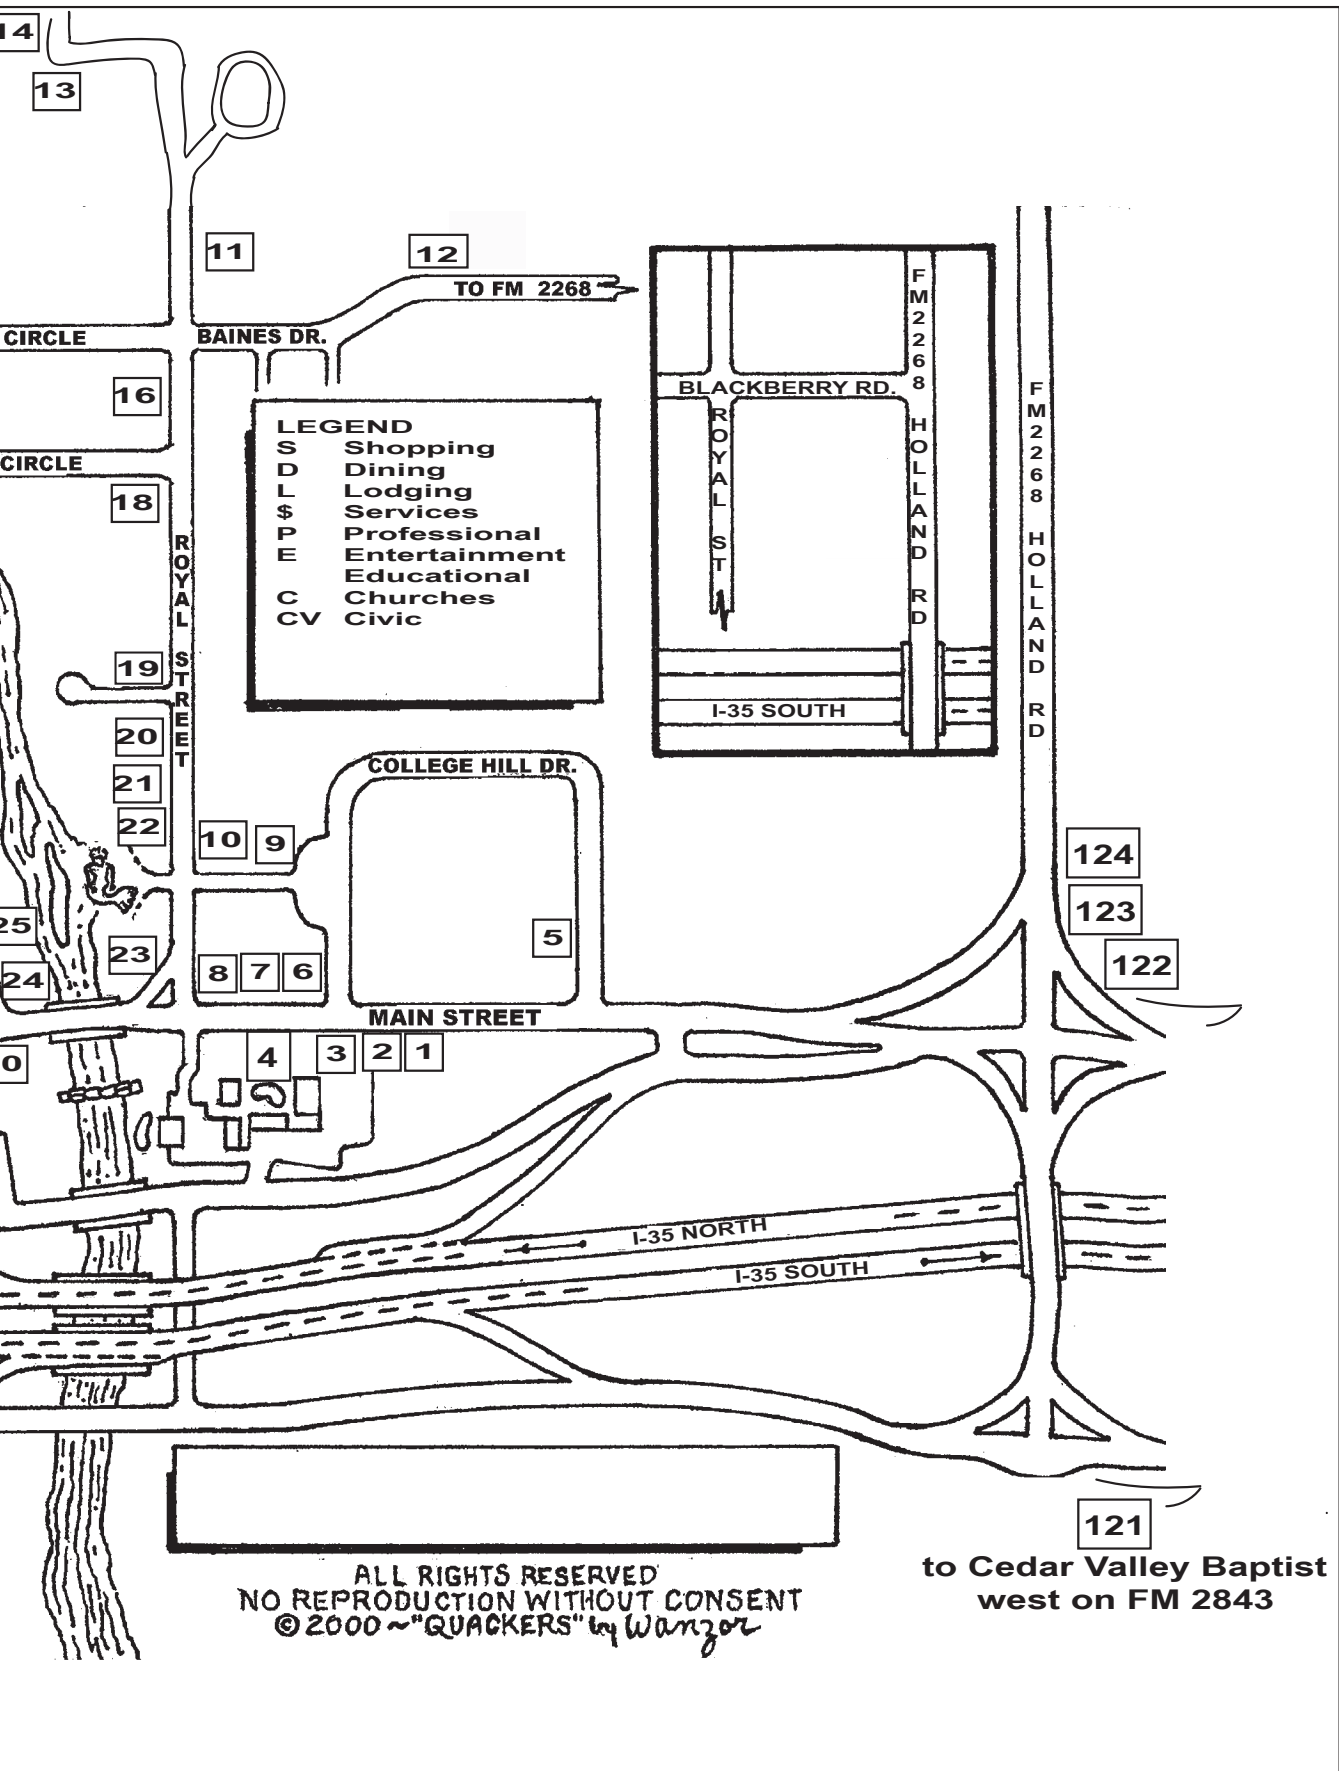 14
13
11
12
TO FM 2268
CIRCLE
BAINES DR.
16
CIRCLE
18
ROYAL STREET
LEGEND
S Shopping
D Dining
L Lodging
$ Services
P Professional
E Entertainment
Educational
C Churches
CV Civic
FM2268 HOLLAND RD
BLACKBERRY RD.
ROYAL ST
I-35 SOUTH
FM2268 HOLLAND RD
19
20
21
22
COLLEGE HILL DR.
10
9
124
123
122
25
24
23
8
7
6
5
MAIN STREET
0
4
3
2
1
I-35 NORTH
I-35 SOUTH
121
to Cedar Valley Baptist
west on FM 2843
ALL RIGHTS RESERVED
NO REPRODUCTION WITHOUT CONSENT
©2000~"QUACKERS" by Wanzor